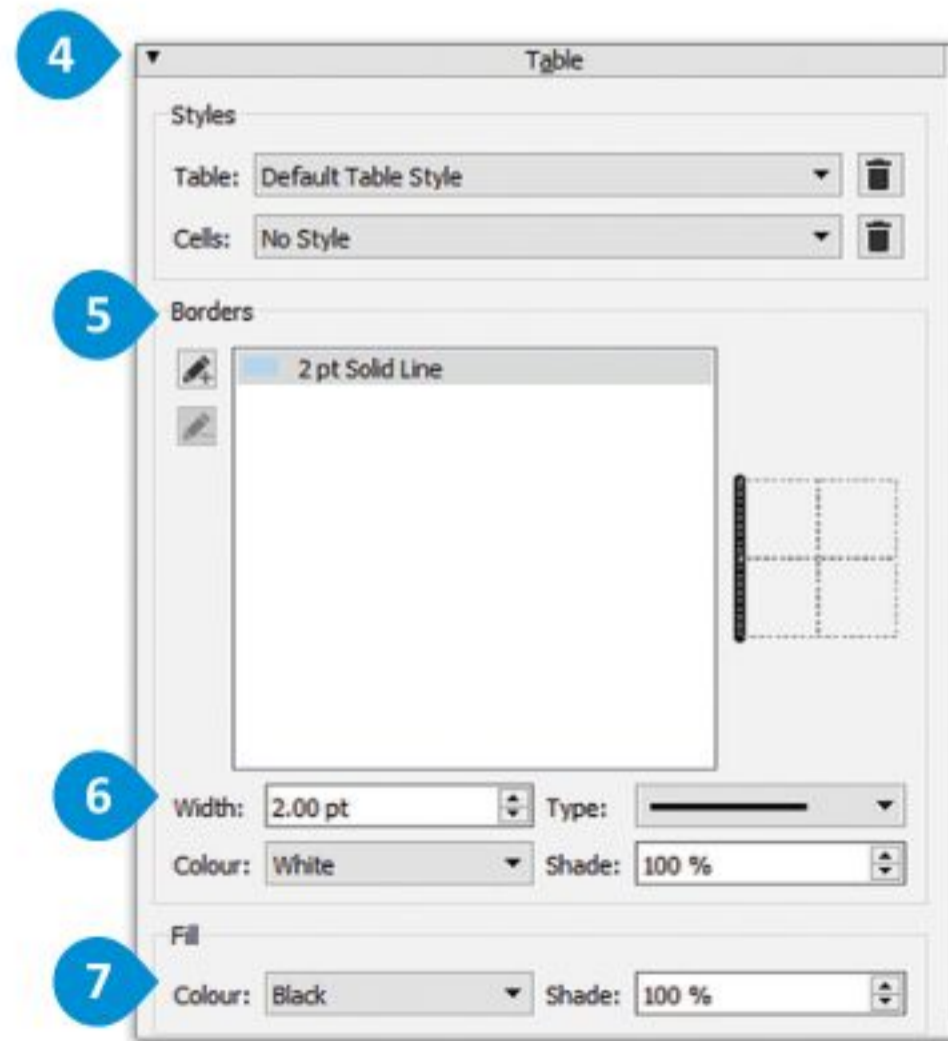 4
Table
Styles
Table: Default Table Style
Cells: No Style
5
Borders
2 pt Solid Line
6
Width: 2.00 pt Type:
Colour: White Shade: 100 %
Fill
7
Colour: Black Shade: 100 %